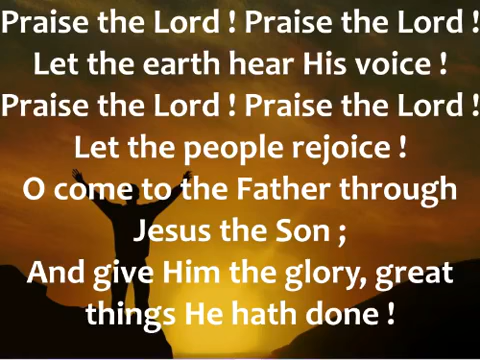 Praise the Lord ! Praise the Lord !
Let the earth hear His voice !
Praise the Lord ! Praise the Lord !
Let the people rejoice !
O come to the Father through
Jesus the Son ;
And give Him the glory, great
things He hath done !